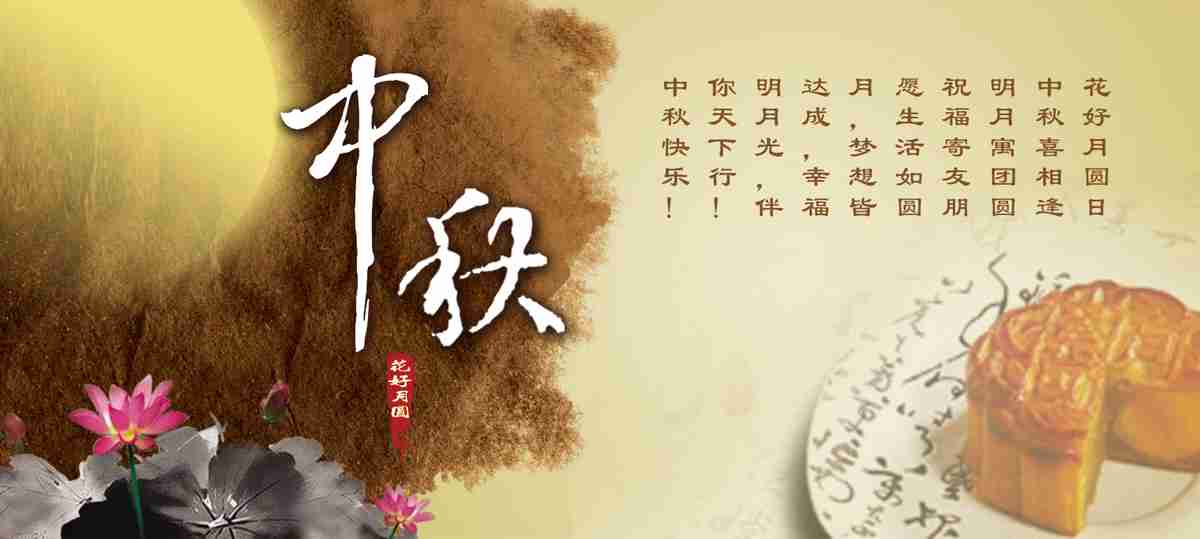 中秋
花好月圆
花好月圆日
中秋喜相逢
明月寓团圆
祝福寄友朋
愿生活如圆
月，梦想皆
达成，幸福
明月光，伴
你天下行！
中秋快乐！